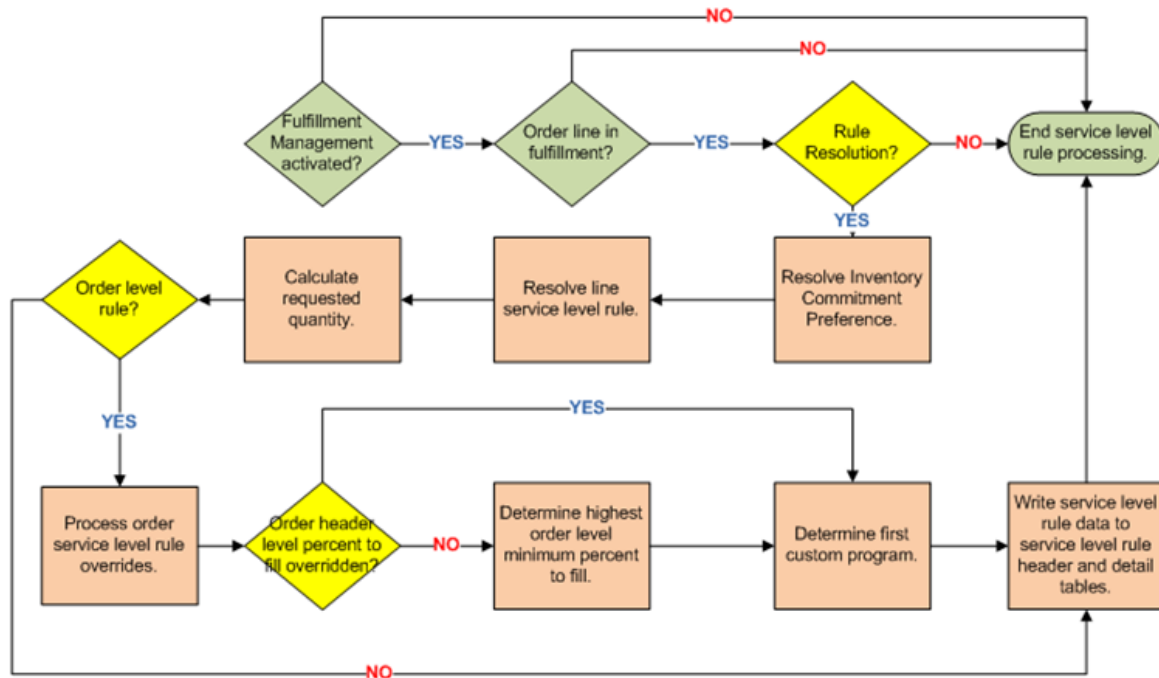 NO
NO
Fulfillment
Management
activated?
YES
Order line in
fulfillment?
YES
Rule
Resolution?
NO
End service level
rule processing.
YES
Order level
rule?
Calculate
requested
quantity.
Resolve line
service level rule.
Resolve Inventory
Commitment
Preference.
YES
YES
Process order
service level rule
overrides.
Order header
level percent to
fill overridden?
NO
Determine highest
order level
minimum percent
to fill.
Determine first
custom program.
Write service level
rule data to
service level rule
header and detail
tables.
NO